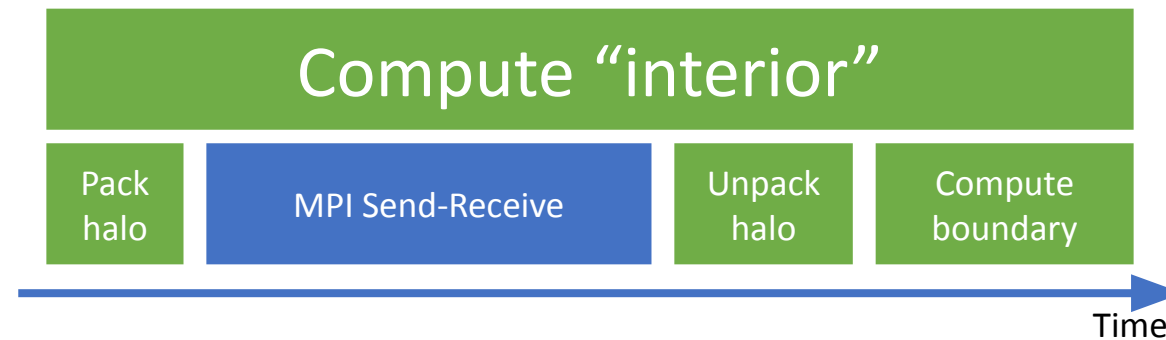 Compute “interior”
Pack
halo
MPI Send-Receive
Unpack
halo
Compute
boundary
Time